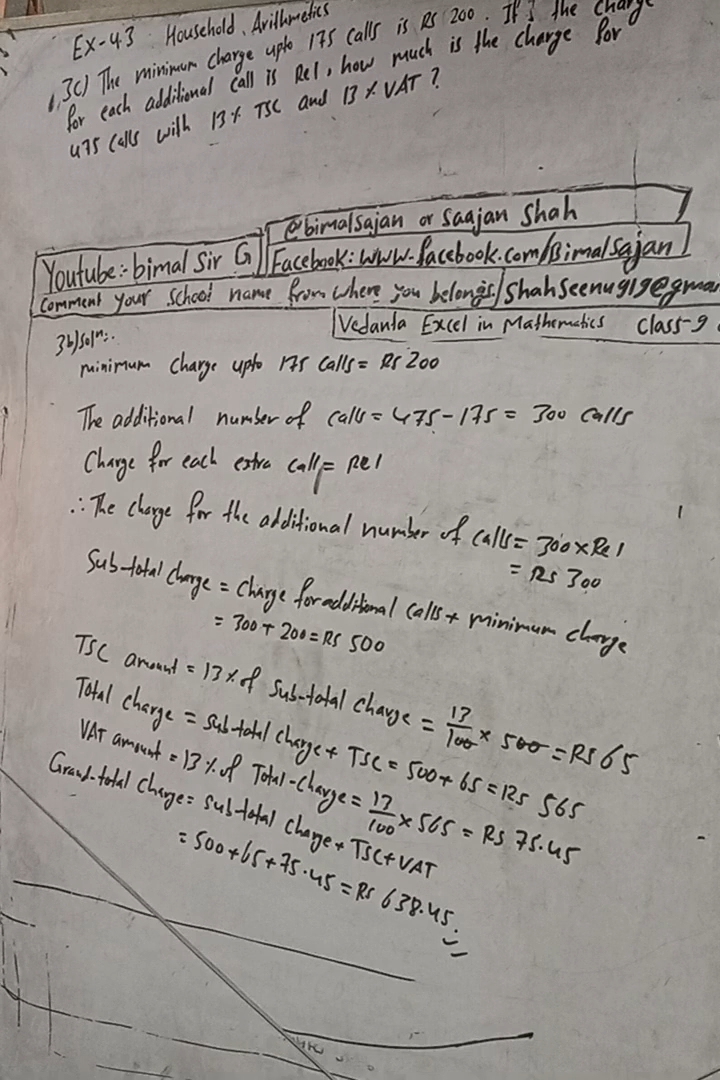 Ex-4.3 Household Arithmetics
3c) The minimum charge upto 175 calls is Rs 200. If the charge
for each additional call is Re1, how much is the charge for
475 calls with 13% TSC and 13% VAT?
@bimalsajan or Saajan Shah
Youtube:- bimal Sir G
Facebook: www.facebook.com/Bimalsajan
Comment your school name from where you belongs/
Shahseenu919@gmai
Vedanta Excel in Mathematics Class-9
3b)soln:-
minimum charge upto 175 calls = Rs 200
The additional number of calls = 475-175 = 300 calls
Charge for each extra call = Re1
∴ The charge for the additional number of calls = 300×Re1
= Rs 300
Sub-total charge = Charge for additional calls + minimum charge
= 300 + 200 = Rs 500
TSC amount = 13% of sub-total charge = 13/100 × 500 = Rs 65
Total charge = Sub-total charge + TSC = 500 + 65 = Rs 565
VAT amount = 13% of Total-Charge = 13/100 × 565 = Rs 75.45
Grand-total charge = sub-total charge + TSC + VAT
= 500+65+75.45 = Rs 638.45